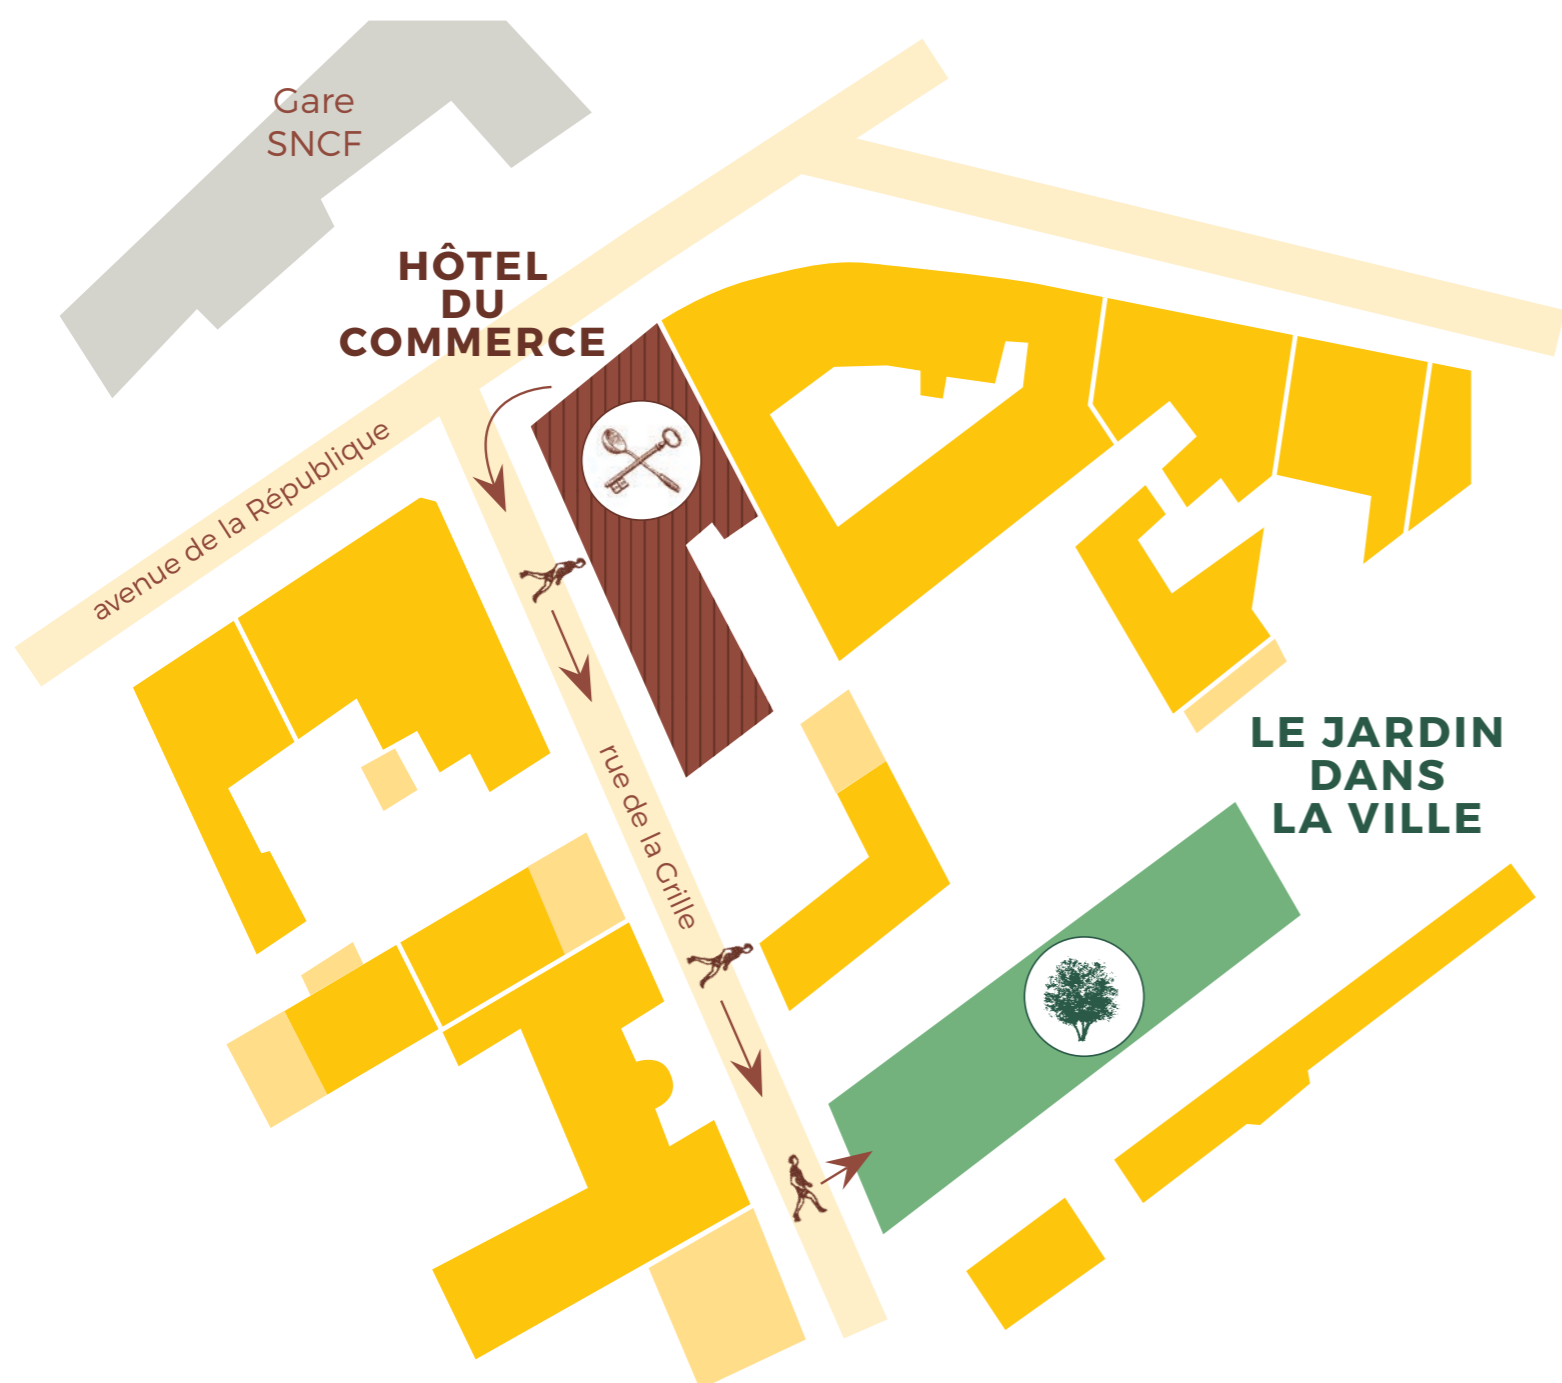 Gare
SNCF
HÔTEL
DU
COMMERCE
avenue de la République
rue de la Grille
LE JARDIN
DANS
LA VILLE